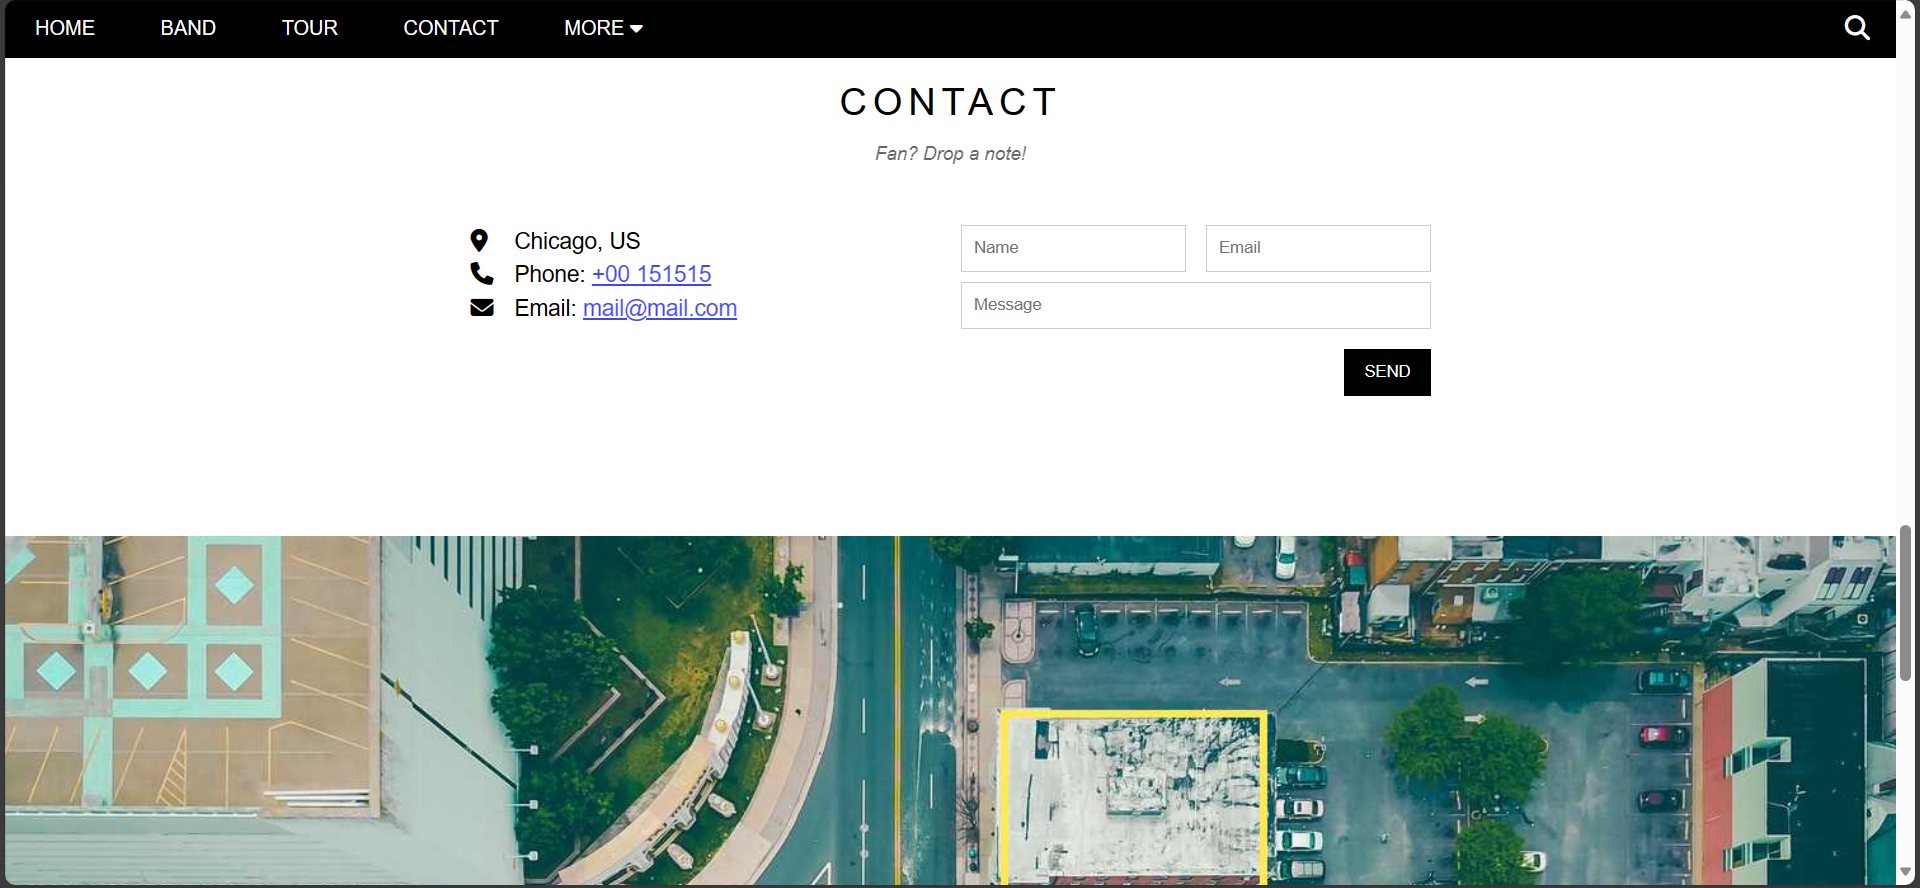 HOME BAND TOUR CONTACT MORE
CONTACT
Fan? Drop a note!
Chicago, US
Phone: +00 151515
Email: mail@mail.com
Name Email
Message
SEND